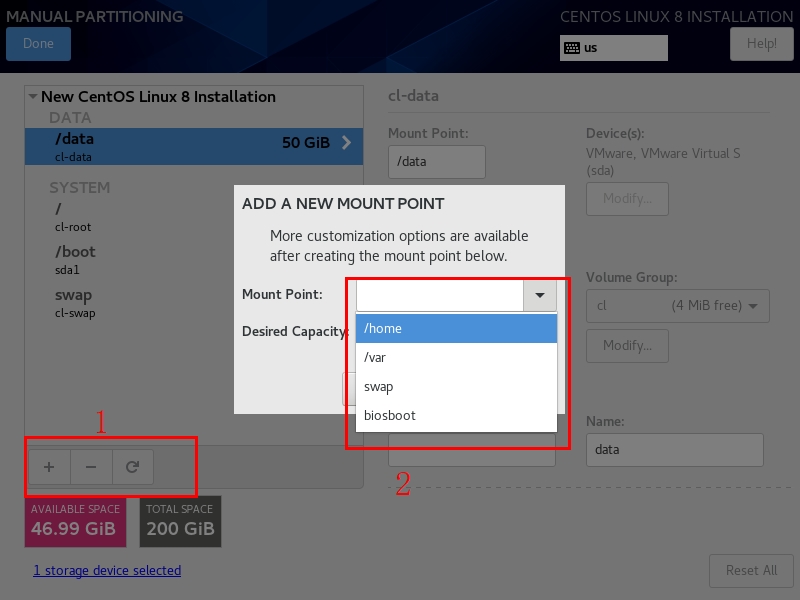 MANUAL PARTITIONING
CENTOS LINUX 8 INSTALLATION
Done
us
Help!
New CentOS Linux 8 Installation
DATA
/data
cl-data
50 GiB
SYSTEM
/
cl-root
/boot
sda1
swap
cl-swap
cl-data
Mount Point:
/data
Device(s):
VMware, VMware Virtual S
(sda)
Modify...
ADD A NEW MOUNT POINT
More customization options are available
after creating the mount point below.
Mount Point:
Desired Capacity:
/home
/var
swap
biosboot
Volume Group:
cl (4 MiB free)
Modify...
Name:
data
1
2
+ −
AVAILABLE SPACE
46.99 GiB
TOTAL SPACE
200 GiB
1 storage device selected
Reset All